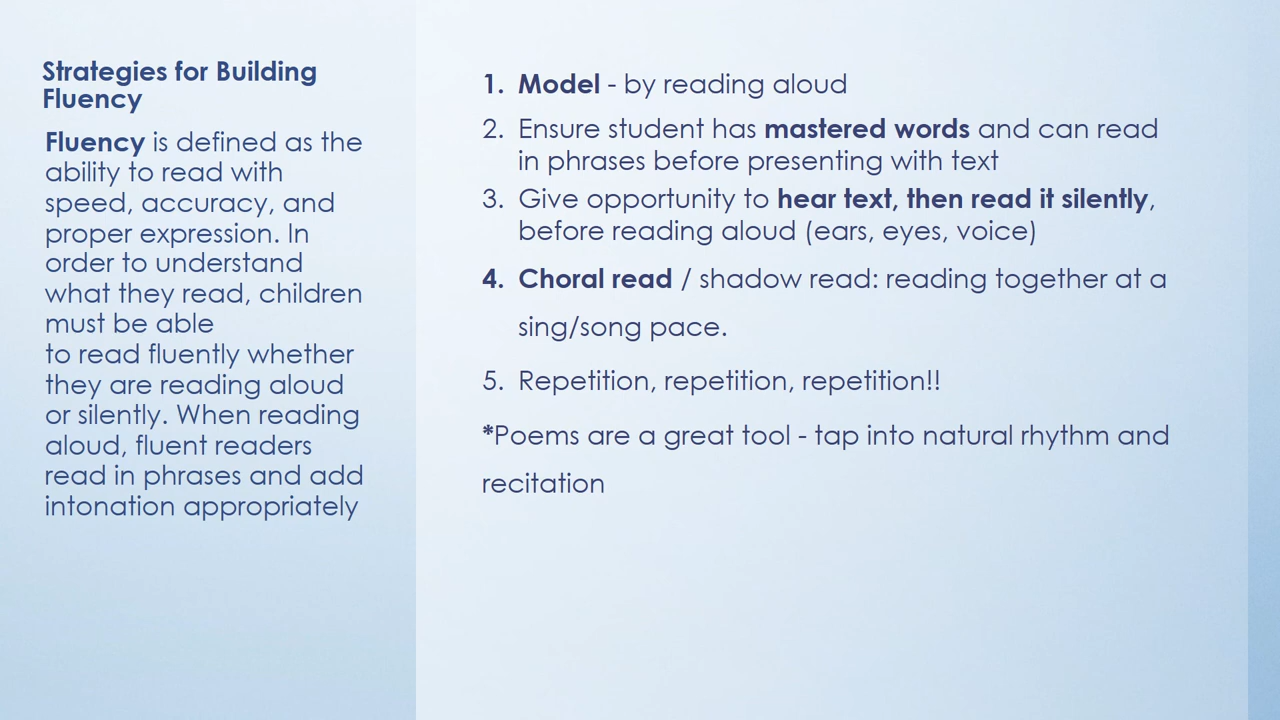 Strategies for Building
Fluency
Fluency is defined as the
ability to read with
speed, accuracy, and
proper expression. In
order to understand
what they read, children
must be able
to read fluently whether
they are reading aloud
or silently. When reading
aloud, fluent readers
read in phrases and add
intonation appropriately
1. Model - by reading aloud
2. Ensure student has mastered words and can read
in phrases before presenting with text
3. Give opportunity to hear text, then read it silently,
before reading aloud (ears, eyes, voice)
4. Choral read / shadow read: reading together at a
sing/song pace.
5. Repetition, repetition, repetition!!
*Poems are a great tool - tap into natural rhythm and
recitation